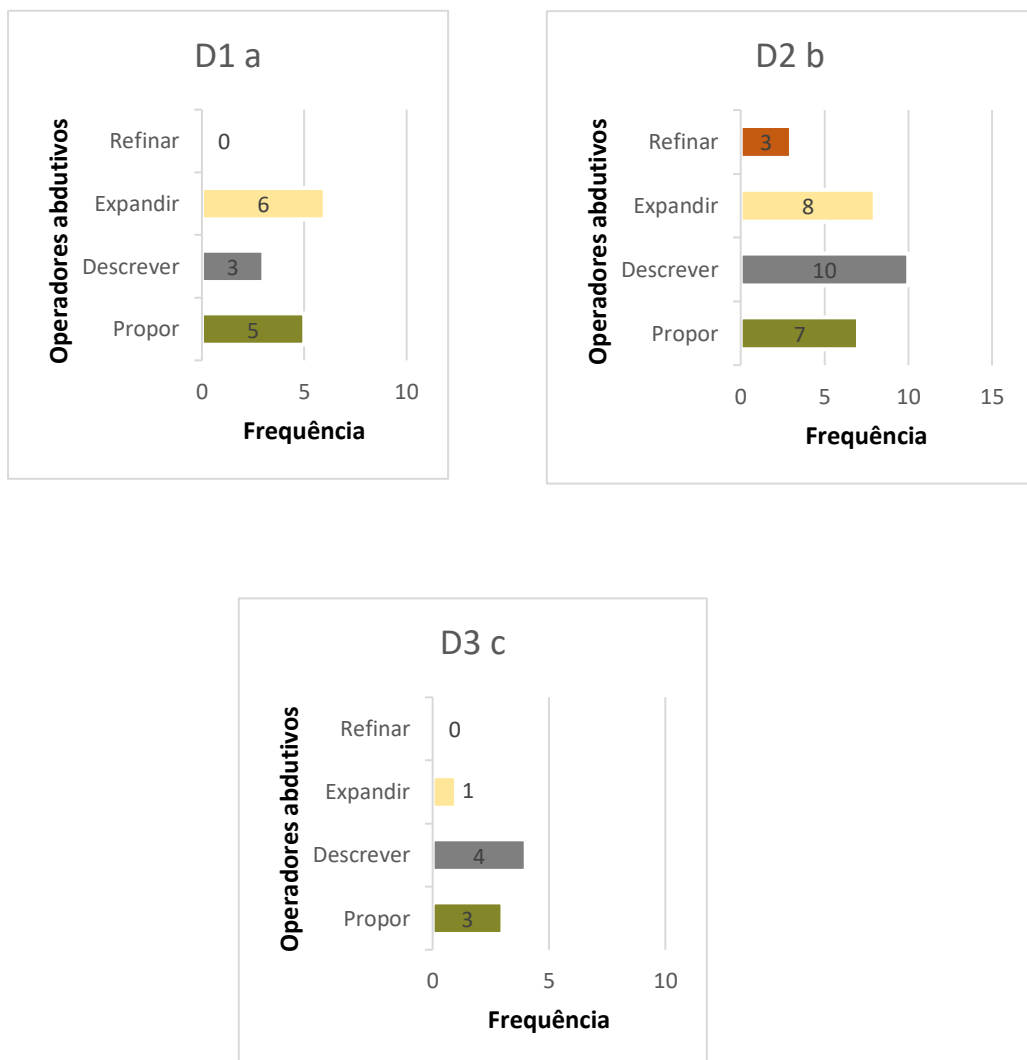 D1 a
Operadores abdutivos
Refinar
0
Expandir
6
Descrever
3
Propor
5
0
5
10
Frequência
D2 b
Operadores abdutivos
Refinar
3
Expandir
8
Descrever
10
Propor
7
0
5
10
15
Frequência
D3 c
Operadores abdutivos
Refinar
0
Expandir
1
Descrever
4
Propor
3
0
5
10
Frequência